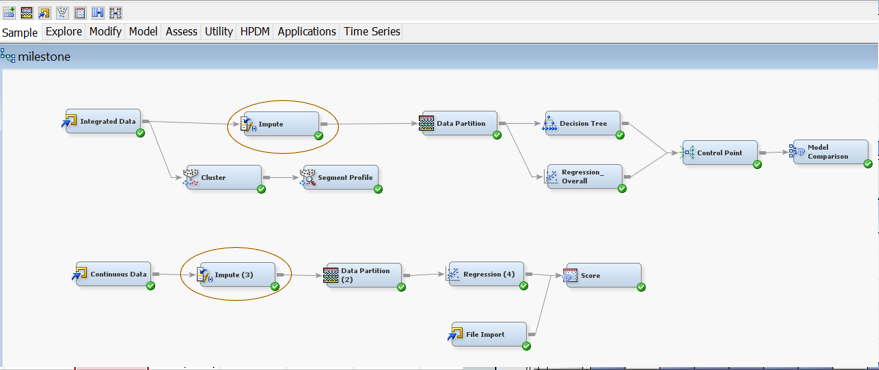 Sample Explore Modify Model Assess Utility HPDM Applications Time Series
milestone
Integrated Data
Impute
Data Partition
Decision Tree
Control Point
Model
Comparison
Cluster
Segment Profile
Regression_
Overall
Continuous Data
Impute (3)
Data Partition
(2)
Regression (4)
Score
File Import